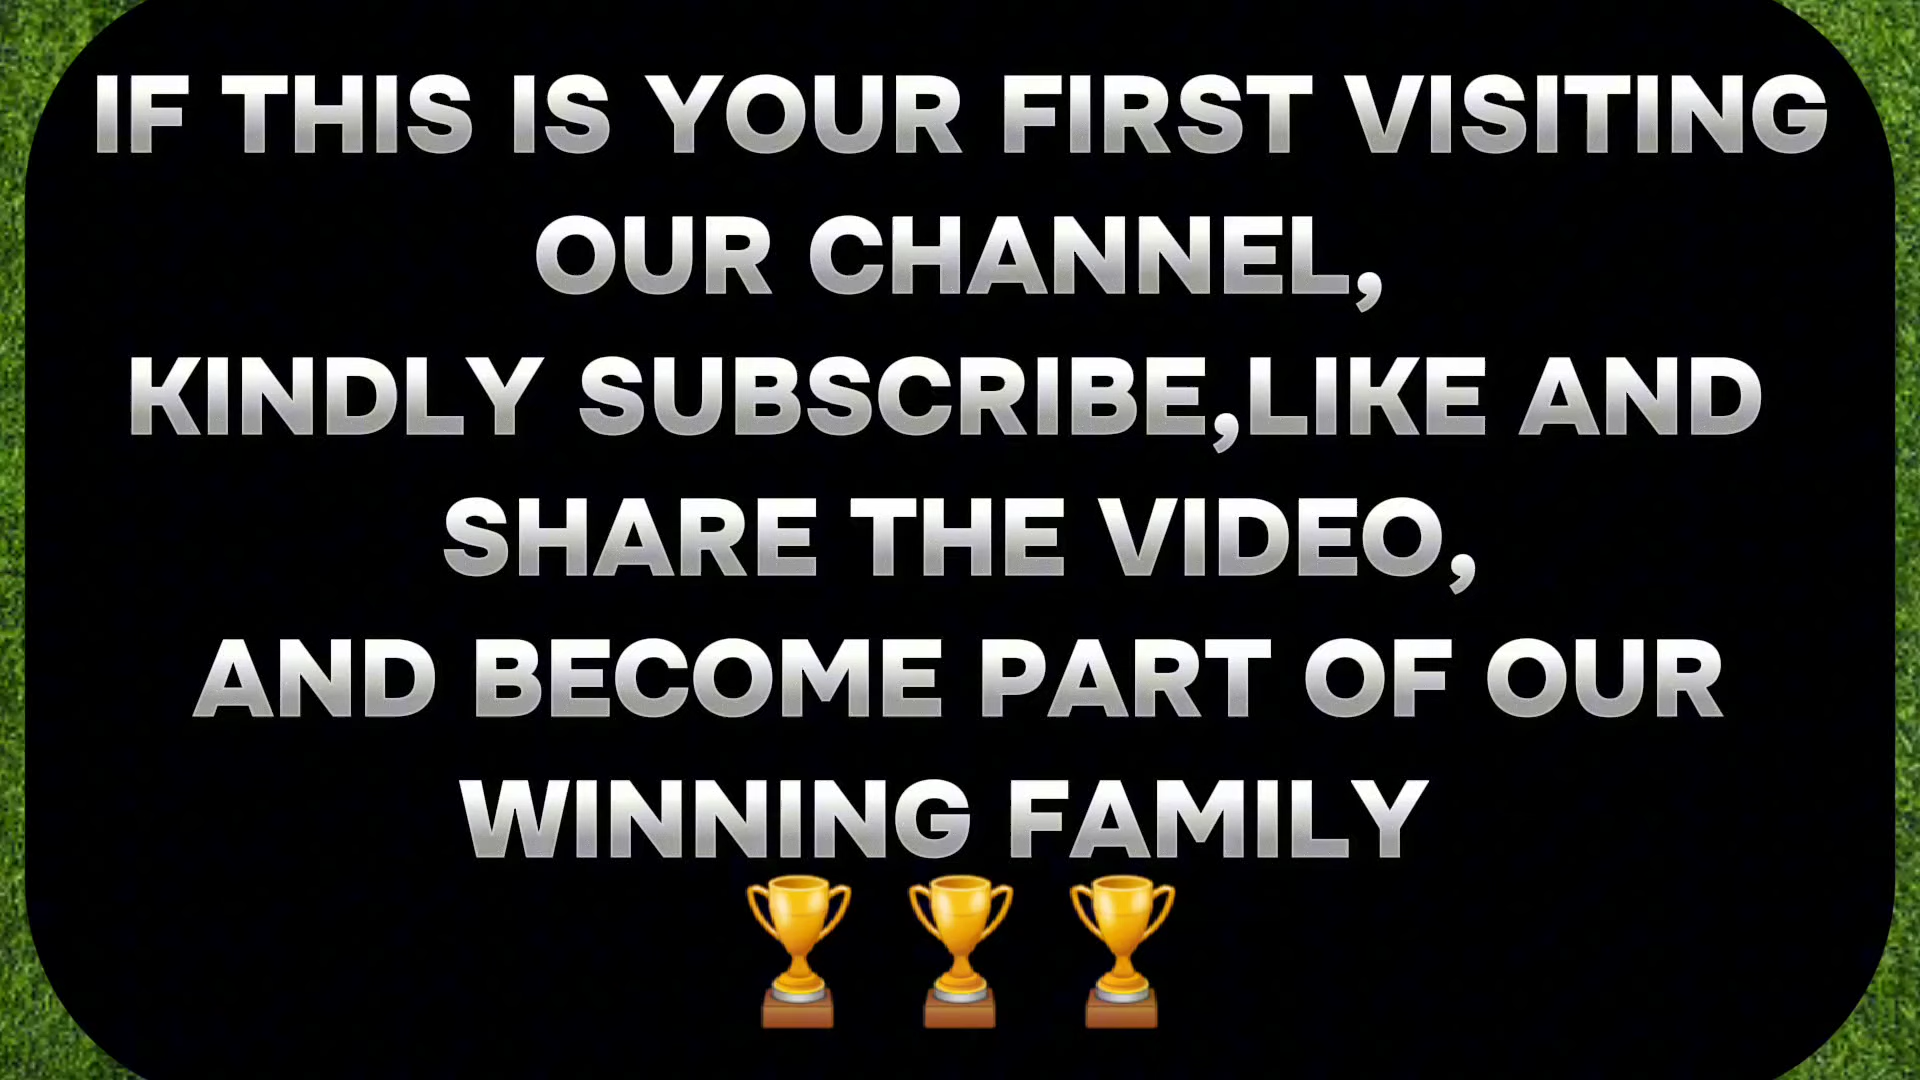 IF THIS IS YOUR FIRST VISITING
OUR CHANNEL,
KINDLY SUBSCRIBE,LIKE AND
SHARE THE VIDEO,
AND BECOME PART OF OUR
WINNING FAMILY
🏆 🏆 🏆